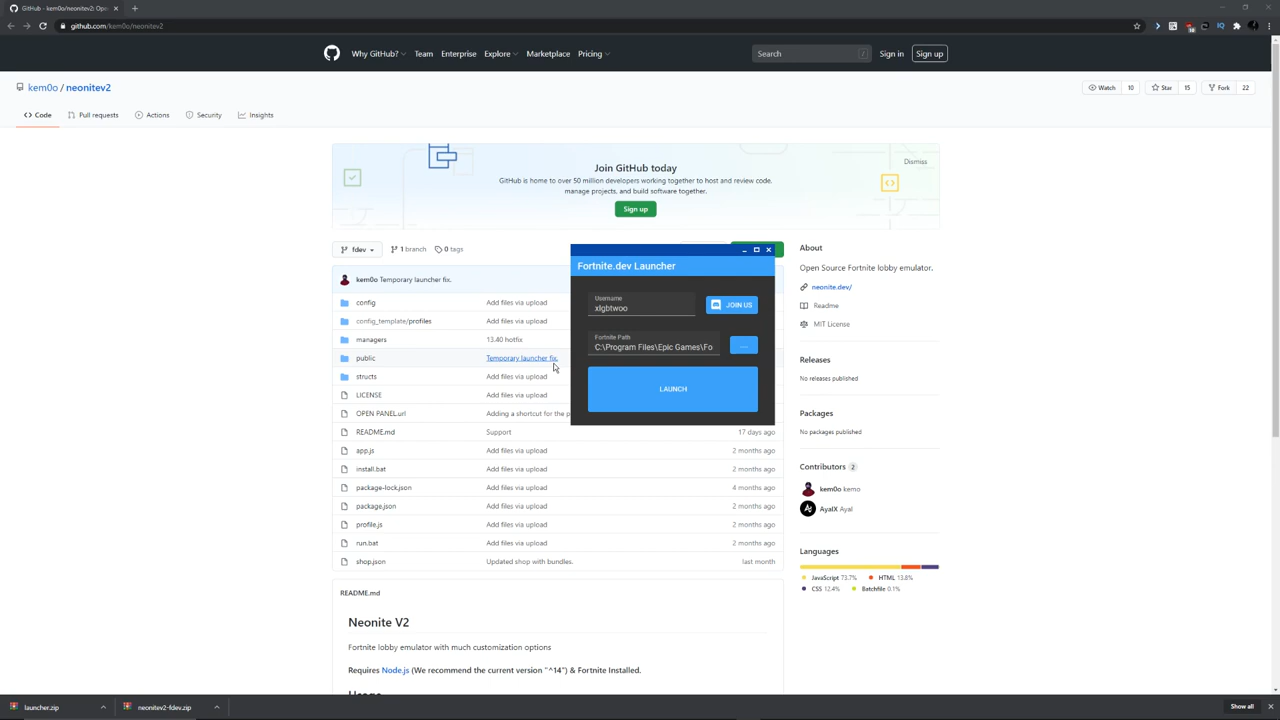 kem0o/neonitev2: Ope
github.com/kem0o/neonitev2
Why GitHub?
Team
Enterprise
Explore
Marketplace
Pricing
Search
/
Sign in
Sign up
kem0o / neonitev2
Watch 10
Star 15
Fork 22
Code
Pull requests
Actions
Security
Insights
Join GitHub today
Dismiss
GitHub is home to over 50 million developers working together to host and review code,
manage projects, and build software together.
Sign up
fdev
1 branch
0 tags
kem0o Temporary launcher fix.
config Add files via upload
config_template/profiles Add files via upload
managers 13.40 hotfix
public Temporary launcher fix.
structs Add files via upload
LICENSE Add files via upload
OPEN PANEL.url Adding a shortcut for the p
README.md Support 17 days ago
app.js Add files via upload 2 months ago
install.bat Add files via upload 2 months ago
package-lock.json Add files via upload 4 months ago
package.json Add files via upload 2 months ago
profile.js Add files via upload 2 months ago
run.bat Add files via upload 2 months ago
shop.json Updated shop with bundles. last month
Fortnite.dev Launcher
Username
xlgbtwoo
JOIN US
Fortnite Path
C:\Program Files\Epic Games\Fo
...
LAUNCH
About
Open Source Fortnite lobby emulator.
neonite.dev/
Readme
MIT License
Releases
No releases published
Packages
No packages published
Contributors 2
kem0o kemo
AyalX Ayal
Languages
JavaScript 73.7%
HTML 13.8%
CSS 12.4%
Batchfile 0.1%
README.md
Neonite V2
Fortnite lobby emulator with much customization options
Requires Node.js (We recommend the current version "^14") & Fortnite Installed.
Usage
launcher.zip
neonitev2-fdev.zip
Show all